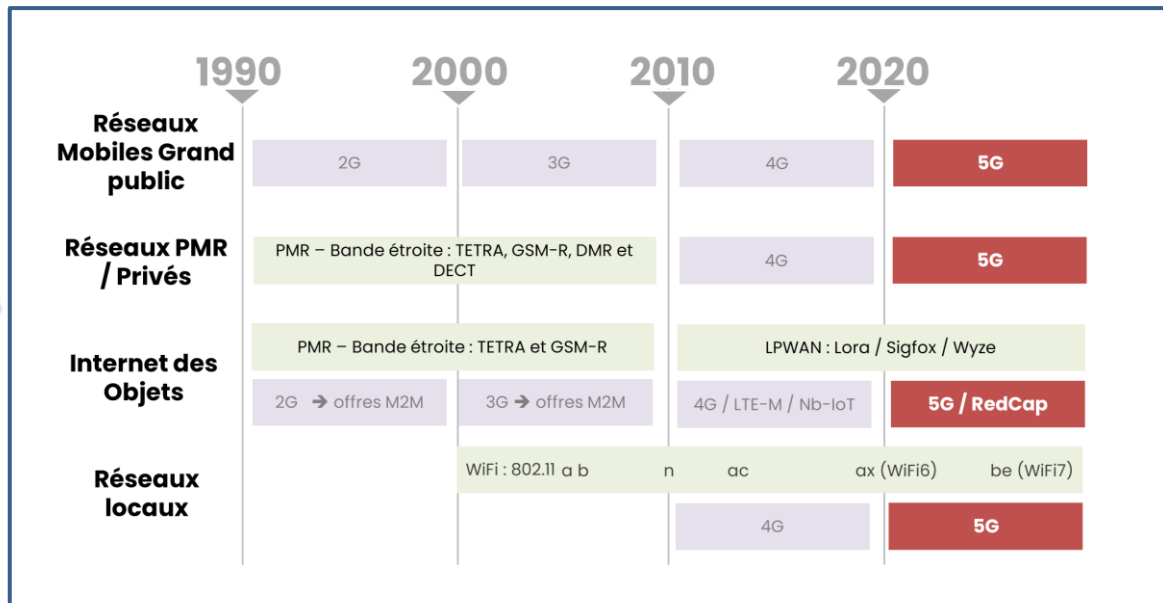 1990 2000 2010 2020
Réseaux
Mobiles Grand
public
2G 3G 4G 5G
Réseaux PMR
/ Privés
PMR – Bande étroite : TETRA, GSM-R, DMR et
DECT
4G 5G
Internet des
Objets
PMR – Bande étroite : TETRA et GSM-R LPWAN : Lora / Sigfox / Wyze
2G ➔ offres M2M 3G ➔ offres M2M 4G / LTE-M / Nb-IoT 5G / RedCap
Réseaux
locaux
WiFi : 802.11 a b n ac ax (WiFi6) be (WiFi7)
4G 5G